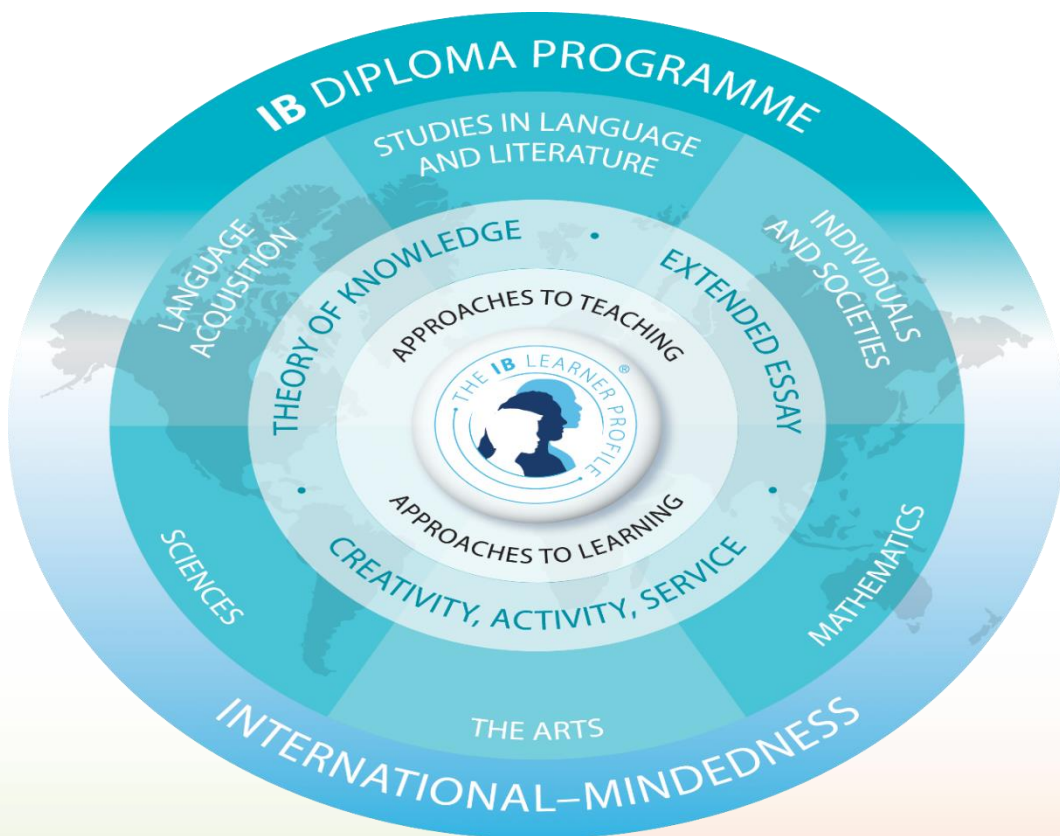 IB DIPLOMA PROGRAMME
STUDIES IN LANGUAGE
AND LITERATURE
LANGUAGE
ACQUISITION
INDIVIDUALS
AND SOCIETIES
THEORY OF KNOWLEDGE •
EXTENDED ESSAY •
APPROACHES TO TEACHING
• THE IB LEARNER PROFILE • ®
APPROACHES TO LEARNING
• CREATIVITY, ACTIVITY, SERVICE
SCIENCES
MATHEMATICS
THE ARTS
INTERNATIONAL–MINDEDNESS